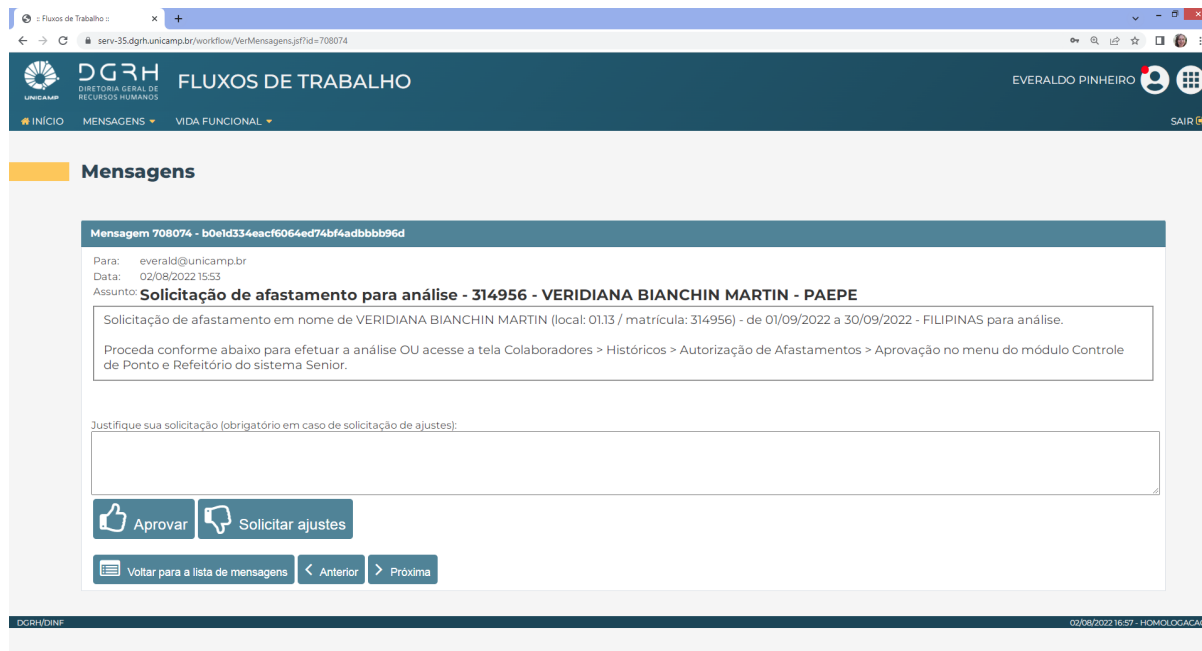 :: Fluxos de Trabalho ::
serv-35.dgrh.unicamp.br/workflow/VerMensagens.jsf?id=708074
UNICAMP
DGRH
DIRETORIA GERAL DE
RECURSOS HUMANOS
FLUXOS DE TRABALHO
EVERALDO PINHEIRO
INÍCIO MENSAGENS VIDA FUNCIONAL SAIR
Mensagens
Mensagem 708074 - b0e1d334eacf6064ed74bf4adbbbb96d
Para: everald@unicamp.br
Data: 02/08/2022 15:53
Assunto: Solicitação de afastamento para análise - 314956 - VERIDIANA BIANCHIN MARTIN - PAEPE
Solicitação de afastamento em nome de VERIDIANA BIANCHIN MARTIN (local: 01.13 / matrícula: 314956) - de 01/09/2022 a 30/09/2022 - FILIPINAS para análise.
Proceda conforme abaixo para efetuar a análise OU acesse a tela Colaboradores > Históricos > Autorização de Afastamentos > Aprovação no menu do módulo Controle
de Ponto e Refeitório do sistema Senior.
Justifique sua solicitação (obrigatório em caso de solicitação de ajustes):
Aprovar Solicitar ajustes
Voltar para a lista de mensagens Anterior Próxima
DGRH/DINF 02/08/2022 16:57 - HOMOLOGACAO